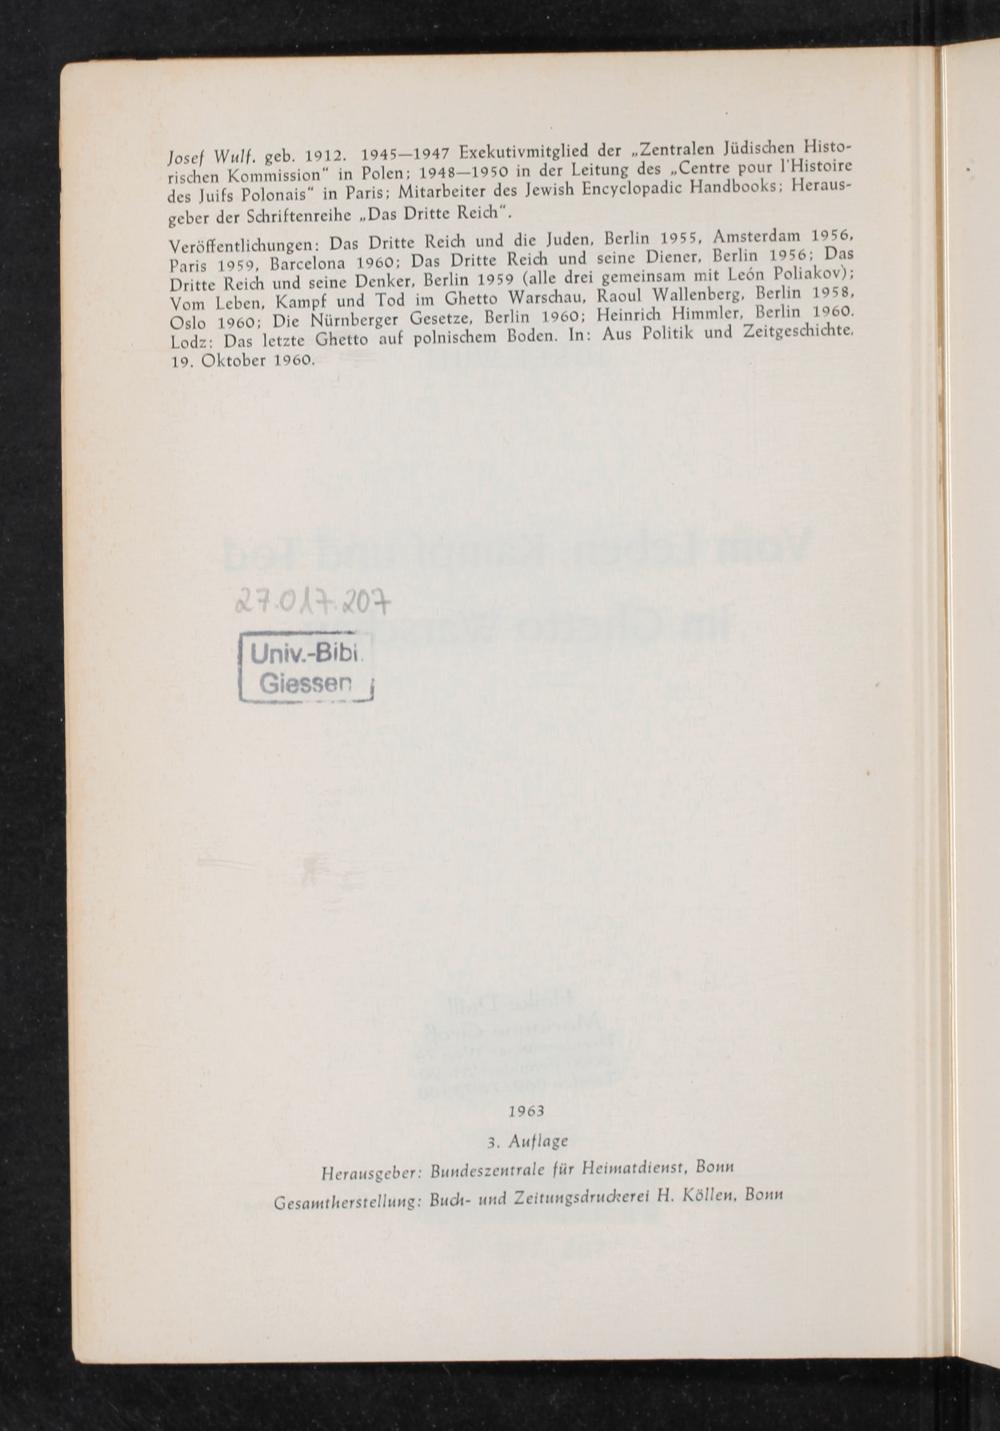 Josef Wulf. geb. 1912. 1945—1947 Exekutivmitglied der „Zentralen Jüdischen Histo-
rischen Kommission“ in Polen; 1948—1950 in der Leitung des „Centre pour l'Histoire
des Juifs Polonais“ in Paris; Mitarbeiter des Jewish Encyclopadic Handbooks; Heraus-
geber der Schriftenreihe „Das Dritte Reich“.
Veröffentlichungen: Das Dritte Reich und die Juden, Berlin 1955, Amsterdam 1956,
Paris 1959, Barcelona 1960; Das Dritte Reich und seine Diener, Berlin 1956; Das
Dritte Reich und seine Denker, Berlin 1959 (alle drei gemeinsam mit León Poliakov);
Vom Leben, Kampf und Tod im Ghetto Warschau, Raoul Wallenberg, Berlin 1958,
Oslo 1960; Die Nürnberger Gesetze, Berlin 1960; Heinrich Himmler, Berlin 1960.
Lodz: Das letzte Ghetto auf polnischem Boden. In: Aus Politik und Zeitgeschichte,
19. Oktober 1960.
27.017.207
Univ.-Bibl.
Giessen
1963
3. Auflage
Herausgeber: Bundeszentrale für Heimatdienst, Bonn
Gesamtherstellung: Buch- und Zeitungsdruckerei H. Köllen, Bonn